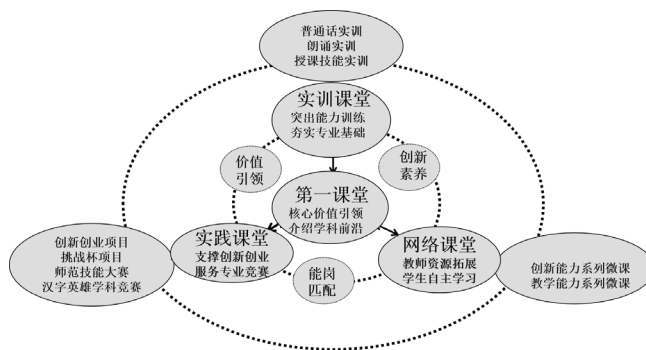 普通话实训
朗诵实训
授课技能实训
实训课堂
突出能力训练
夯实专业基础
价值
引领
创新
素养
第一课堂
核心价值引领
介绍学科前沿
创新创业项目
挑战杯项目
师范技能大赛
汉字英雄学科竞赛
实践课堂
支撑创新创业
服务专业竞赛
能岗
匹配
网络课堂
教师资源拓展
学生自主学习
创新能力系列微课
教学能力系列微课